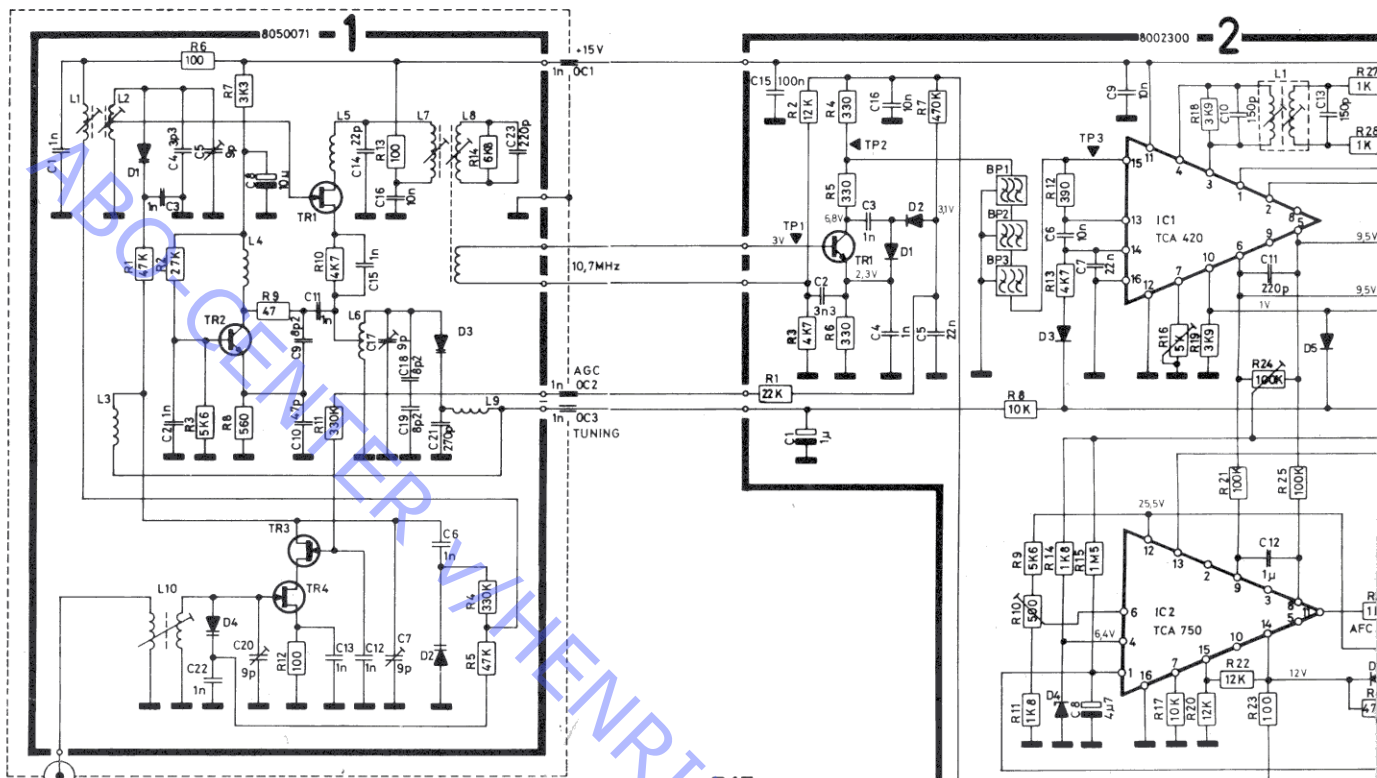 8050071 1
+15V
1n OC1
R6
100
R7
3K3
L1
L2
C1 1n
D1
C4 3p3
C5
9p
1n C3
C8
10µ
L5
C14 22p
R13
100
C16
10n
L7
L8
R14
6K8
C23
220p
TR1
R1
47K
R2
27K
L4
R10
4K7
C15 1n
10,7MHz
R9
47
C11
1n
TR2
C9
8p2
L6
C17
9p
C18
8p2
D3
L3
C2 1n
R3
5K6
R8
560
C10 47p
R11
330K
C19
8p2
C21
270p
L9
AGC
1n OC2
1n OC3
TUNING
TR3
C6
1n
TR4
R4
330K
L10
D4
C20
9p
C22
1n
R12
100
C13
1n
C12
1n
C7
9p
D2
R5
47K
8002300 2
C15 100n
R2
12K
R4
330
C16
10n
R7
470K
TP2
R5
330
6,8V
C3
1n
D2
3,1V
TP1
3V
TR1
D1
2,3V
C2
3n3
R3
4K7
R6
330
C4
1n
C5
22n
R1
22K
C1
1µ
R8
10K
BP1
BP2
BP3
C9
10n
TP3
R12
390
C6
10n
R13
4K7
C7
22n
D3
R18
3K9
C10
150p
L1
C13
150p
R27
1K
R28
1K
15
11
4
3
1
2
8
5
13
IC1
TCA 420
14
16
12
7
10
6
9
9,5V
C11
220p
9,5V
1V
R16
R19
3K9
D5
R24
100K
R21
100K
R25
100K
25,5V
R9
5K6
R14
1K8
R15
1M5
R10
500
12
13
2
9
3
8
5
11
C12
1µ
6
IC2
TCA 750
6,4V
4
1
16
7
15
10
14
AFC
R22
12K
12V
R11
1K8
D4
C8
4µ7
R17
10K
R20
12K
R23
100
47
ABO-CENTER v/HENRI